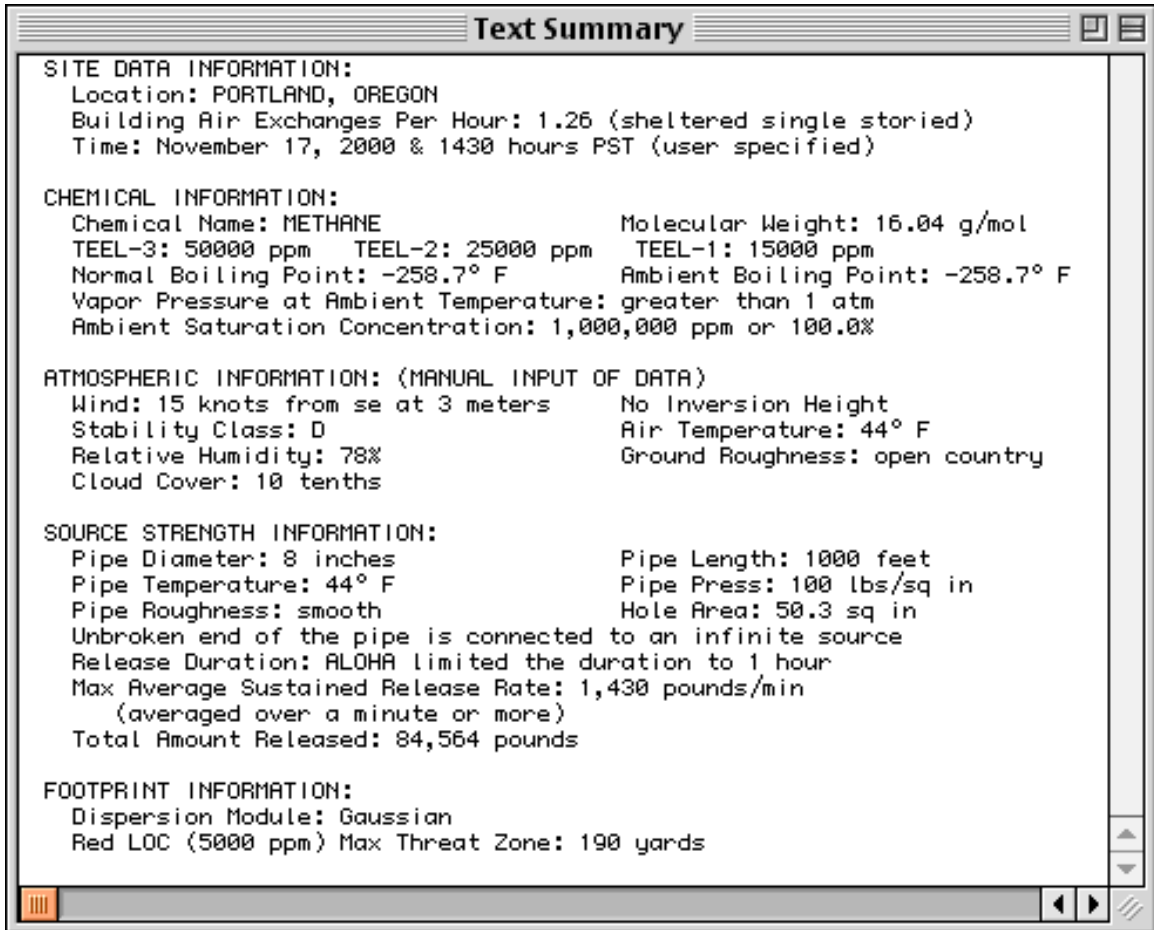 Text Summary
SITE DATA INFORMATION:
Location: PORTLAND, OREGON
Building Air Exchanges Per Hour: 1.26 (sheltered single storied)
Time: November 17, 2000 & 1430 hours PST (user specified)
CHEMICAL INFORMATION:
Chemical Name: METHANE Molecular Weight: 16.04 g/mol
TEEL-3: 50000 ppm TEEL-2: 25000 ppm TEEL-1: 15000 ppm
Normal Boiling Point: -258.7° F Ambient Boiling Point: -258.7° F
Vapor Pressure at Ambient Temperature: greater than 1 atm
Ambient Saturation Concentration: 1,000,000 ppm or 100.0%
ATMOSPHERIC INFORMATION: (MANUAL INPUT OF DATA)
Wind: 15 knots from se at 3 meters No Inversion Height
Stability Class: D Air Temperature: 44° F
Relative Humidity: 78% Ground Roughness: open country
Cloud Cover: 10 tenths
SOURCE STRENGTH INFORMATION:
Pipe Diameter: 8 inches Pipe Length: 1000 feet
Pipe Temperature: 44° F Pipe Press: 100 lbs/sq in
Pipe Roughness: smooth Hole Area: 50.3 sq in
Unbroken end of the pipe is connected to an infinite source
Release Duration: ALOHA limited the duration to 1 hour
Max Average Sustained Release Rate: 1,430 pounds/min
(averaged over a minute or more)
Total Amount Released: 84,564 pounds
FOOTPRINT INFORMATION:
Dispersion Module: Gaussian
Red LOC (5000 ppm) Max Threat Zone: 190 yards